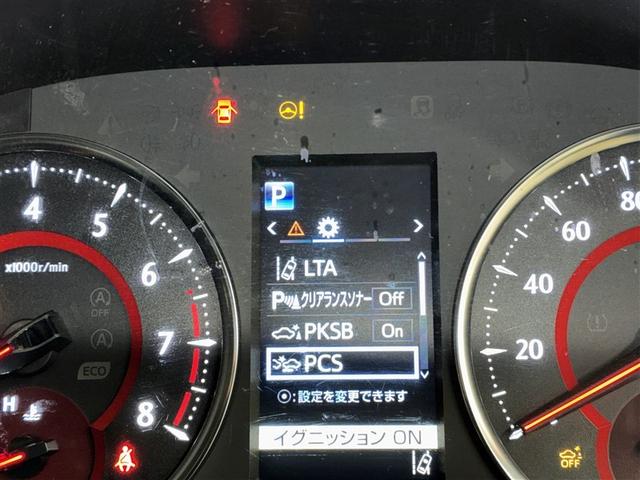 P
LTA
クリアランスソナー Off
PKSB On
PCS
◉:設定を変更できます
イグニッション ON
4
5
6
7
8
x1000r/min
A
OFF
A
ECO
H
80
60
40
20
OFF